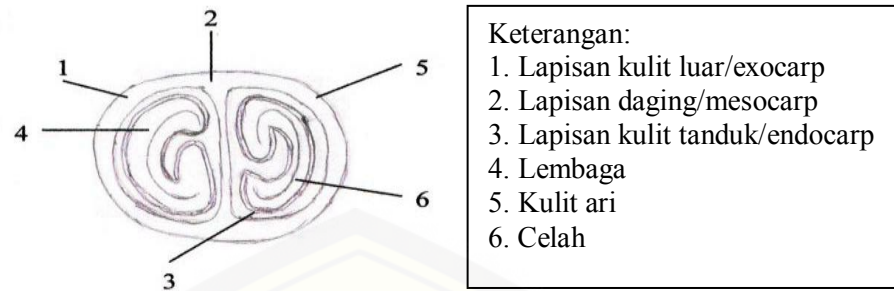 2
1
5
4
6
3
Keterangan:
1. Lapisan kulit luar/exocarp
2. Lapisan daging/mesocarp
3. Lapisan kulit tanduk/endocarp
4. Lembaga
5. Kulit ari
6. Celah